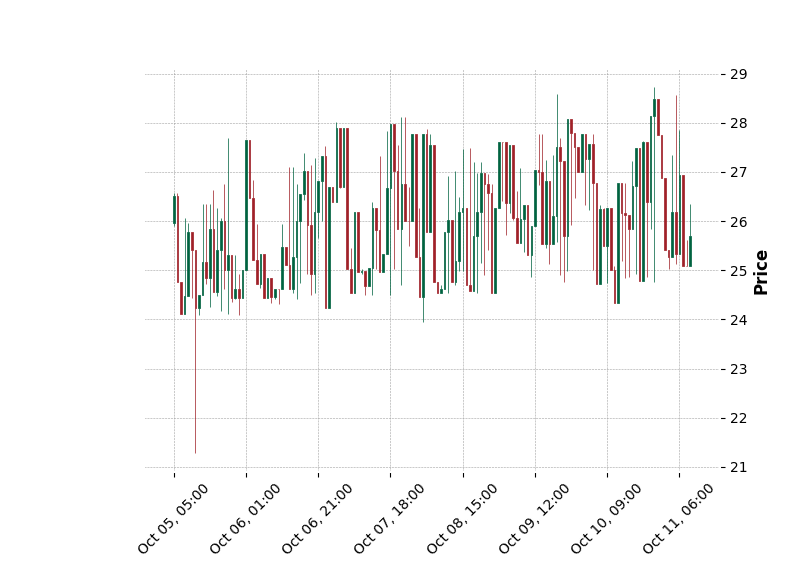 29
28
27
26
25
24
23
22
21
Price
Oct 05, 05:00
Oct 06, 01:00
Oct 06, 21:00
Oct 07, 18:00
Oct 08, 15:00
Oct 09, 12:00
Oct 10, 09:00
Oct 11, 06:00